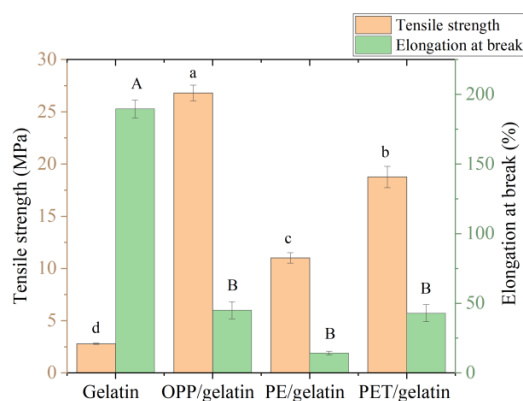 Tensile strength
Elongation at break
30
25
20
15
10
5
0
Tensile strength (MPa)
200
150
100
50
0
Elongation at break (%)
d
A
a
B
c
B
b
B
Gelatin
OPP/gelatin
PE/gelatin
PET/gelatin